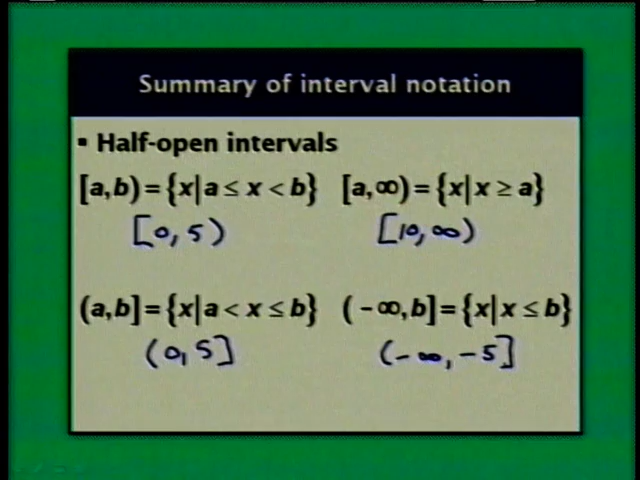 Summary of interval notation
▪ Half-open intervals
[a,b) = {x|a ≤ x < b} [a,∞) = {x|x ≥ a}
[0, 5) [10, ∞)
(a,b] = {x|a < x ≤ b} (-∞,b] = {x|x ≤ b}
(0, 5] (-∞, -5]